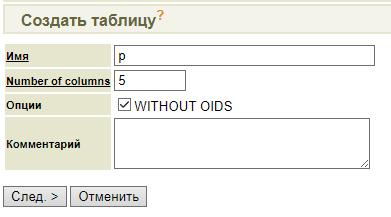 Создать таблицу?
Имя p
Number of columns 5
Опции WITHOUT OIDS
Комментарий
След. > Отменить